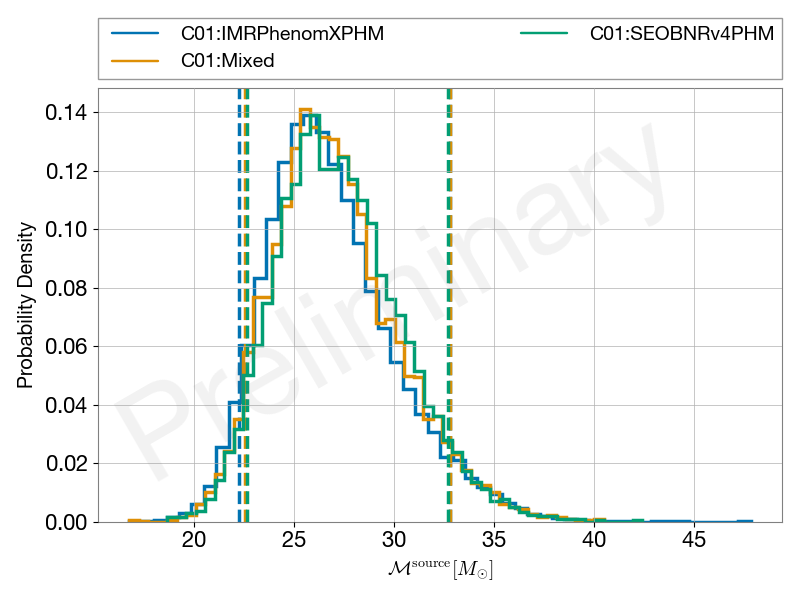 C01:IMRPhenomXPHM
C01:Mixed
C01:SEOBNRv4PHM
Preliminary
Probability Density
0.14
0.12
0.10
0.08
0.06
0.04
0.02
0.00
20 25 30 35 40 45
ℳ^source [M_⊙]